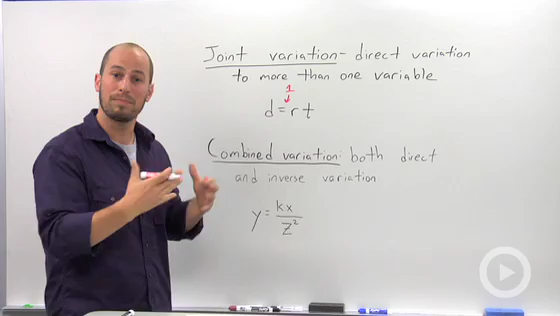 Joint variation - direct variation
to more than one variable
1
d = r t
Combined variation: both direct
and inverse variation
y = kx/z²